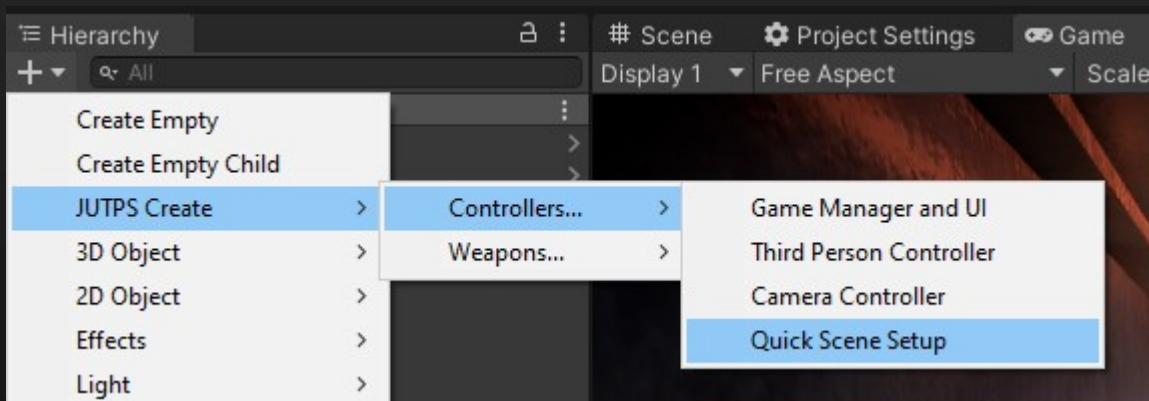 Hierarchy
# Scene
Project Settings
Game
All
Display 1
Free Aspect
Scale
Create Empty
Create Empty Child
JUTPS Create
3D Object
2D Object
Effects
Light
Controllers...
Weapons...
Game Manager and UI
Third Person Controller
Camera Controller
Quick Scene Setup